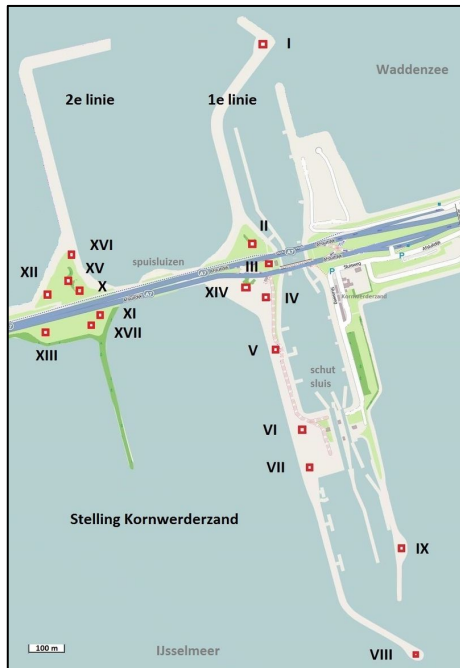 I
Waddenzee
2e linie
1e linie
II
XVI
spuisluizen
XV
III
XII
X
P
P
XIV
IV
Kornwerderzand
XI
XVII
XIII
V
schut
sluis
VI
VII
Stelling Kornwerderzand
IX
100 m
IJsselmeer
VIII